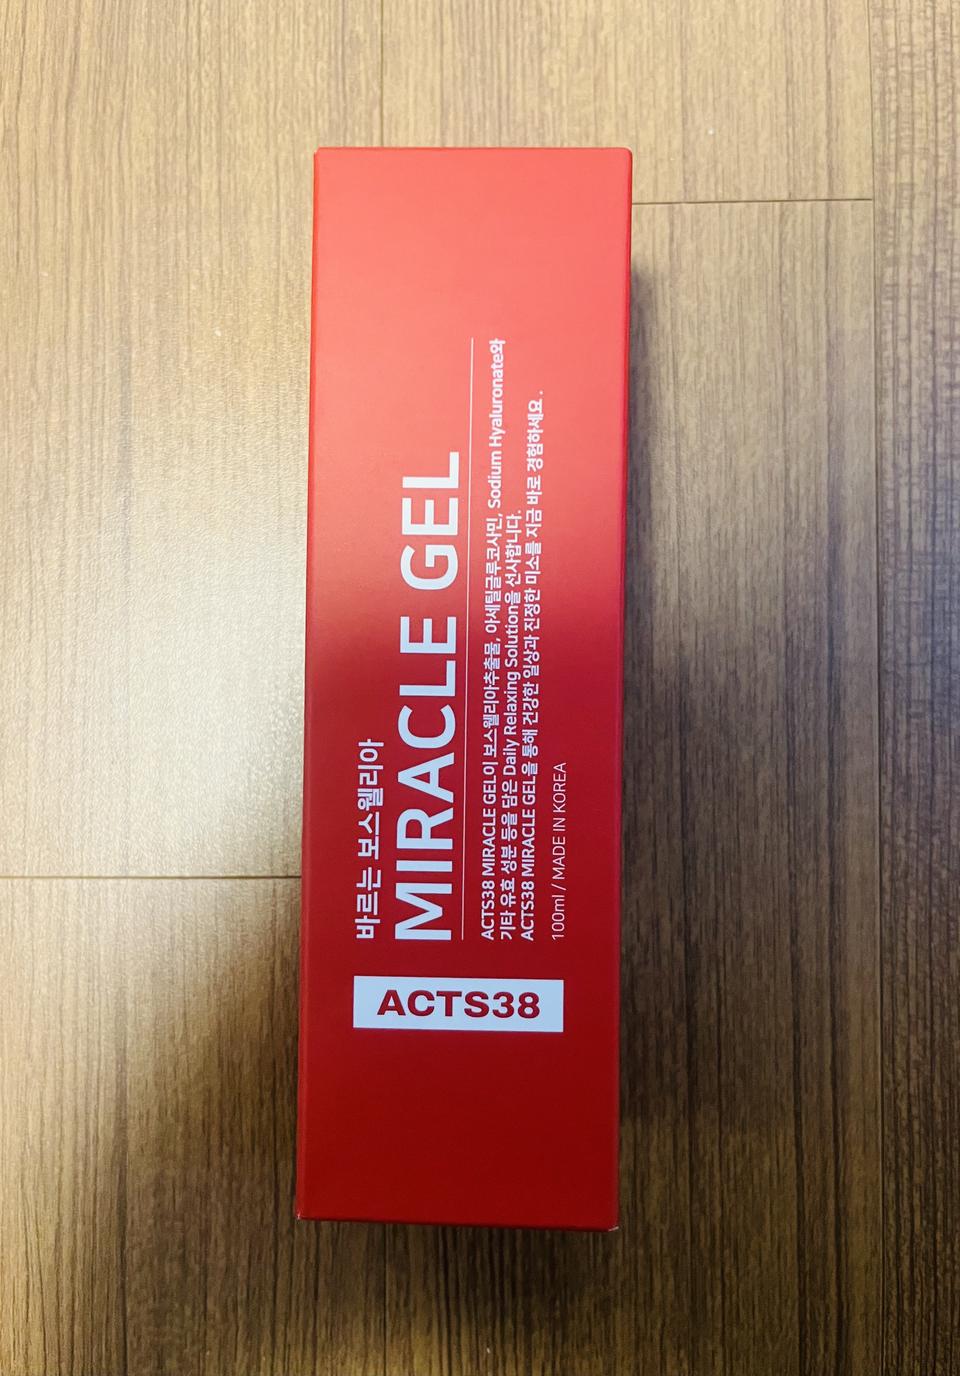 바르는 보스웰리아
MIRACLE GEL
ACTS38 MIRACLE GEL이 보스웰리아추출물, 아세틸글루코사민, Sodium Hyaluronate와
기타 유효 성분 등을 담은 Daily Relaxing Solution을 선사합니다.
ACTS38 MIRACLE GEL을 통해 건강한 일상과 진정한 미소를 지금 바로 경험하세요 .
100ml / MADE IN KOREA
ACTS38